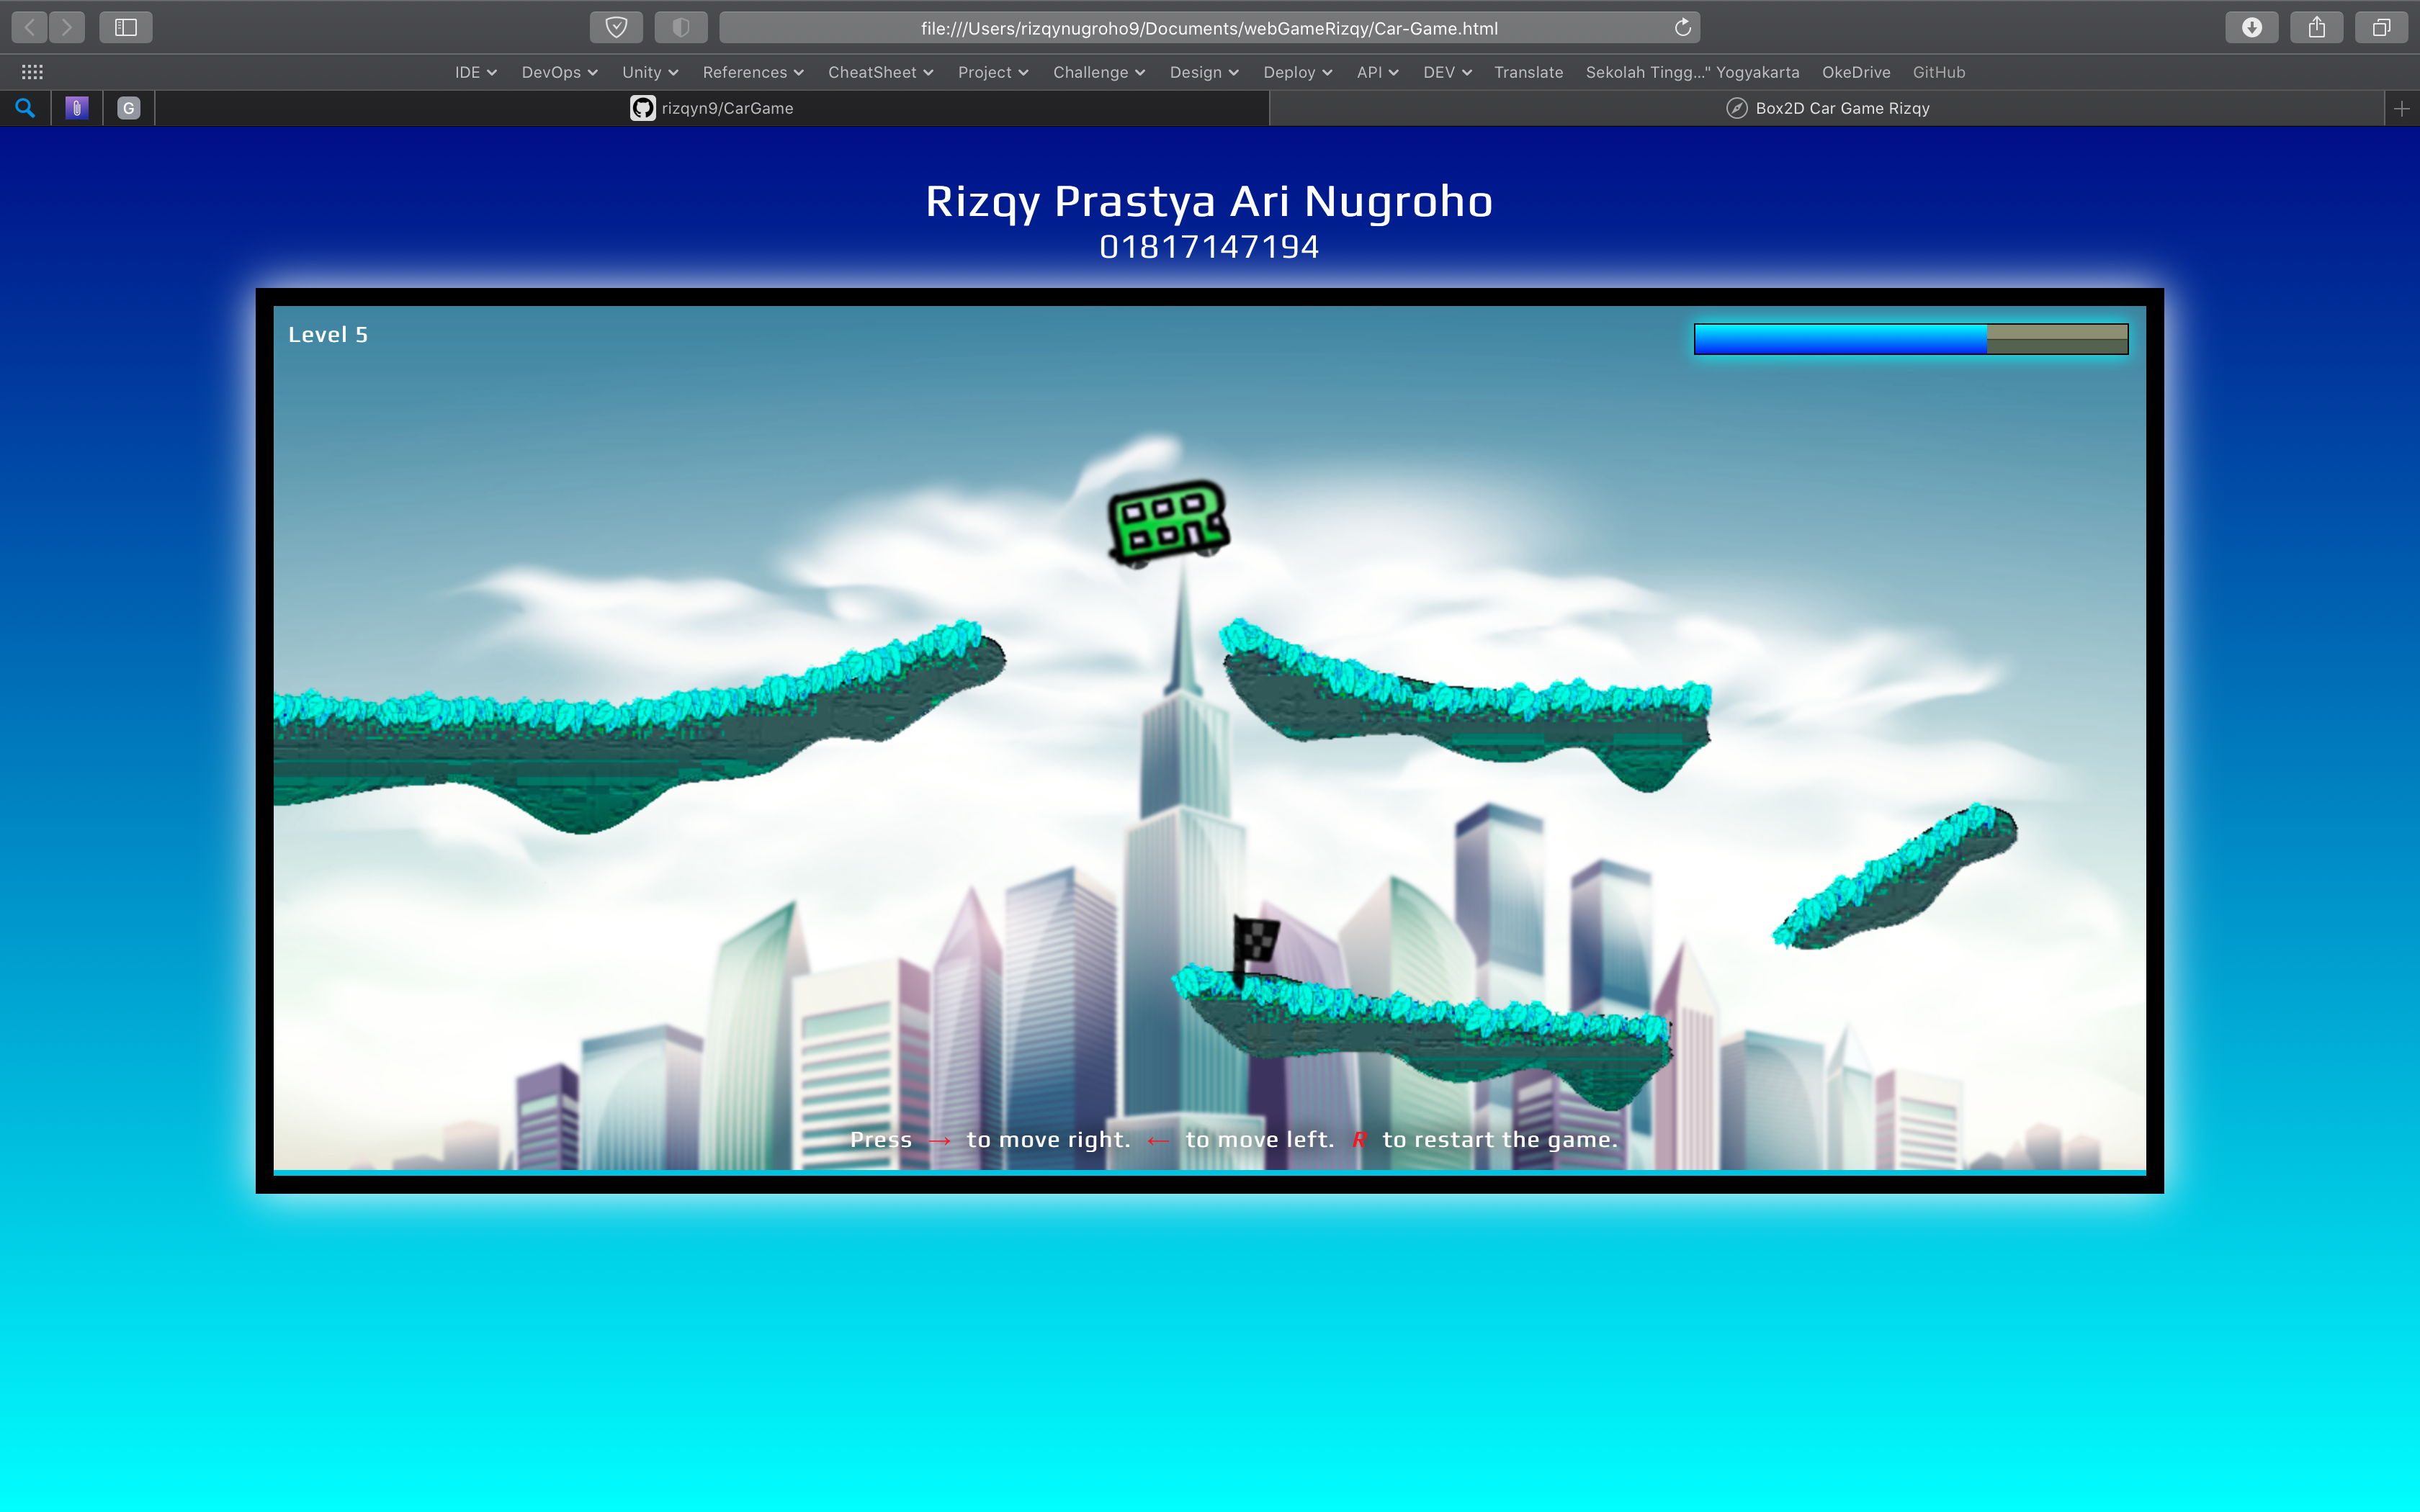 file:///Users/rizqynugroho9/Documents/webGameRizqy/Car-Game.html
IDE DevOps Unity References CheatSheet Project Challenge Design Deploy API DEV Translate Sekolah Tingg..." Yogyakarta OkeDrive GitHub
G rizqyn9/CarGame Box2D Car Game Rizqy
Rizqy Prastya Ari Nugroho
01817147194
Level 5
Press → to move right. ← to move left. R to restart the game.